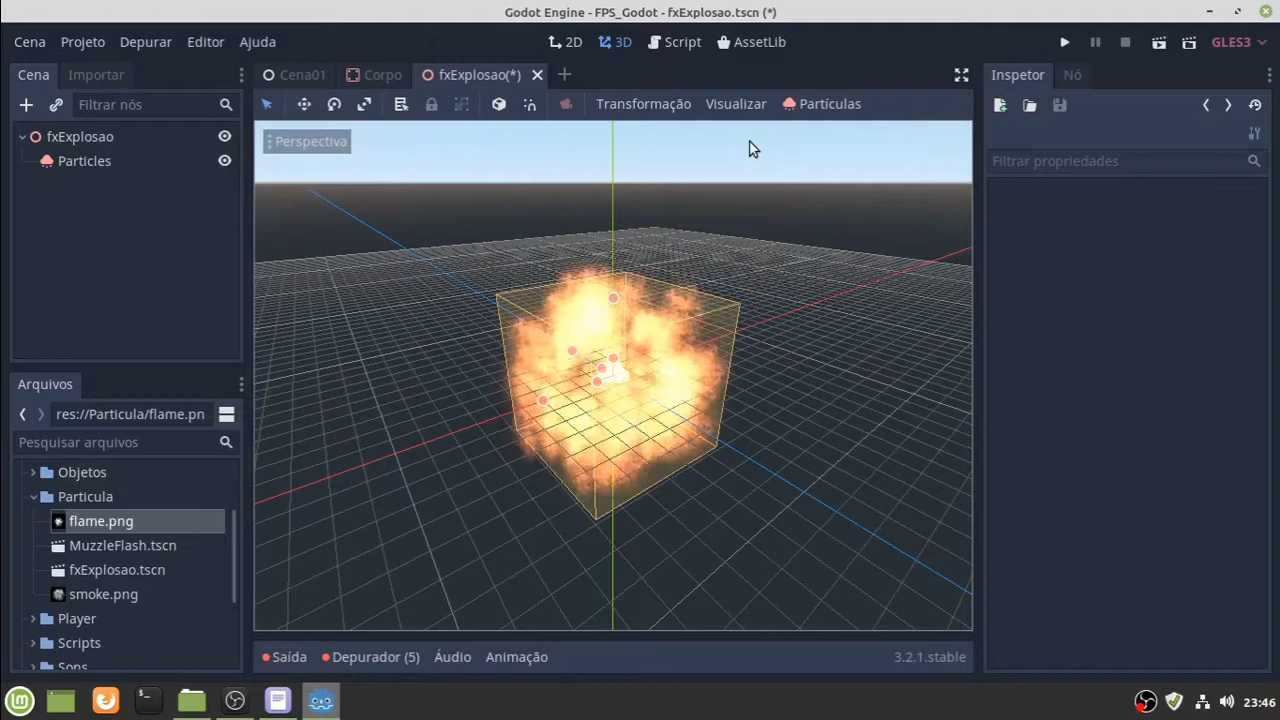 Godot Engine - FPS_Godot - fxExplosao.tscn (*)
Cena Projeto Depurar Editor Ajuda
2D 3D Script AssetLib
GLES3
Cena Importar
Cena01 Corpo fxExplosao(*)
Inspetor Nó
Filtrar nós
Transformação Visualizar Partículas
fxExplosao
Particles
Perspectiva
Filtrar propriedades
Arquivos
res://Particula/flame.pn
Pesquisar arquivos
Objetos
Particula
flame.png
MuzzleFlash.tscn
fxExplosao.tscn
smoke.png
Player
Scripts
Sons
Saída Depurador (5) Áudio Animação 3.2.1.stable
23:46